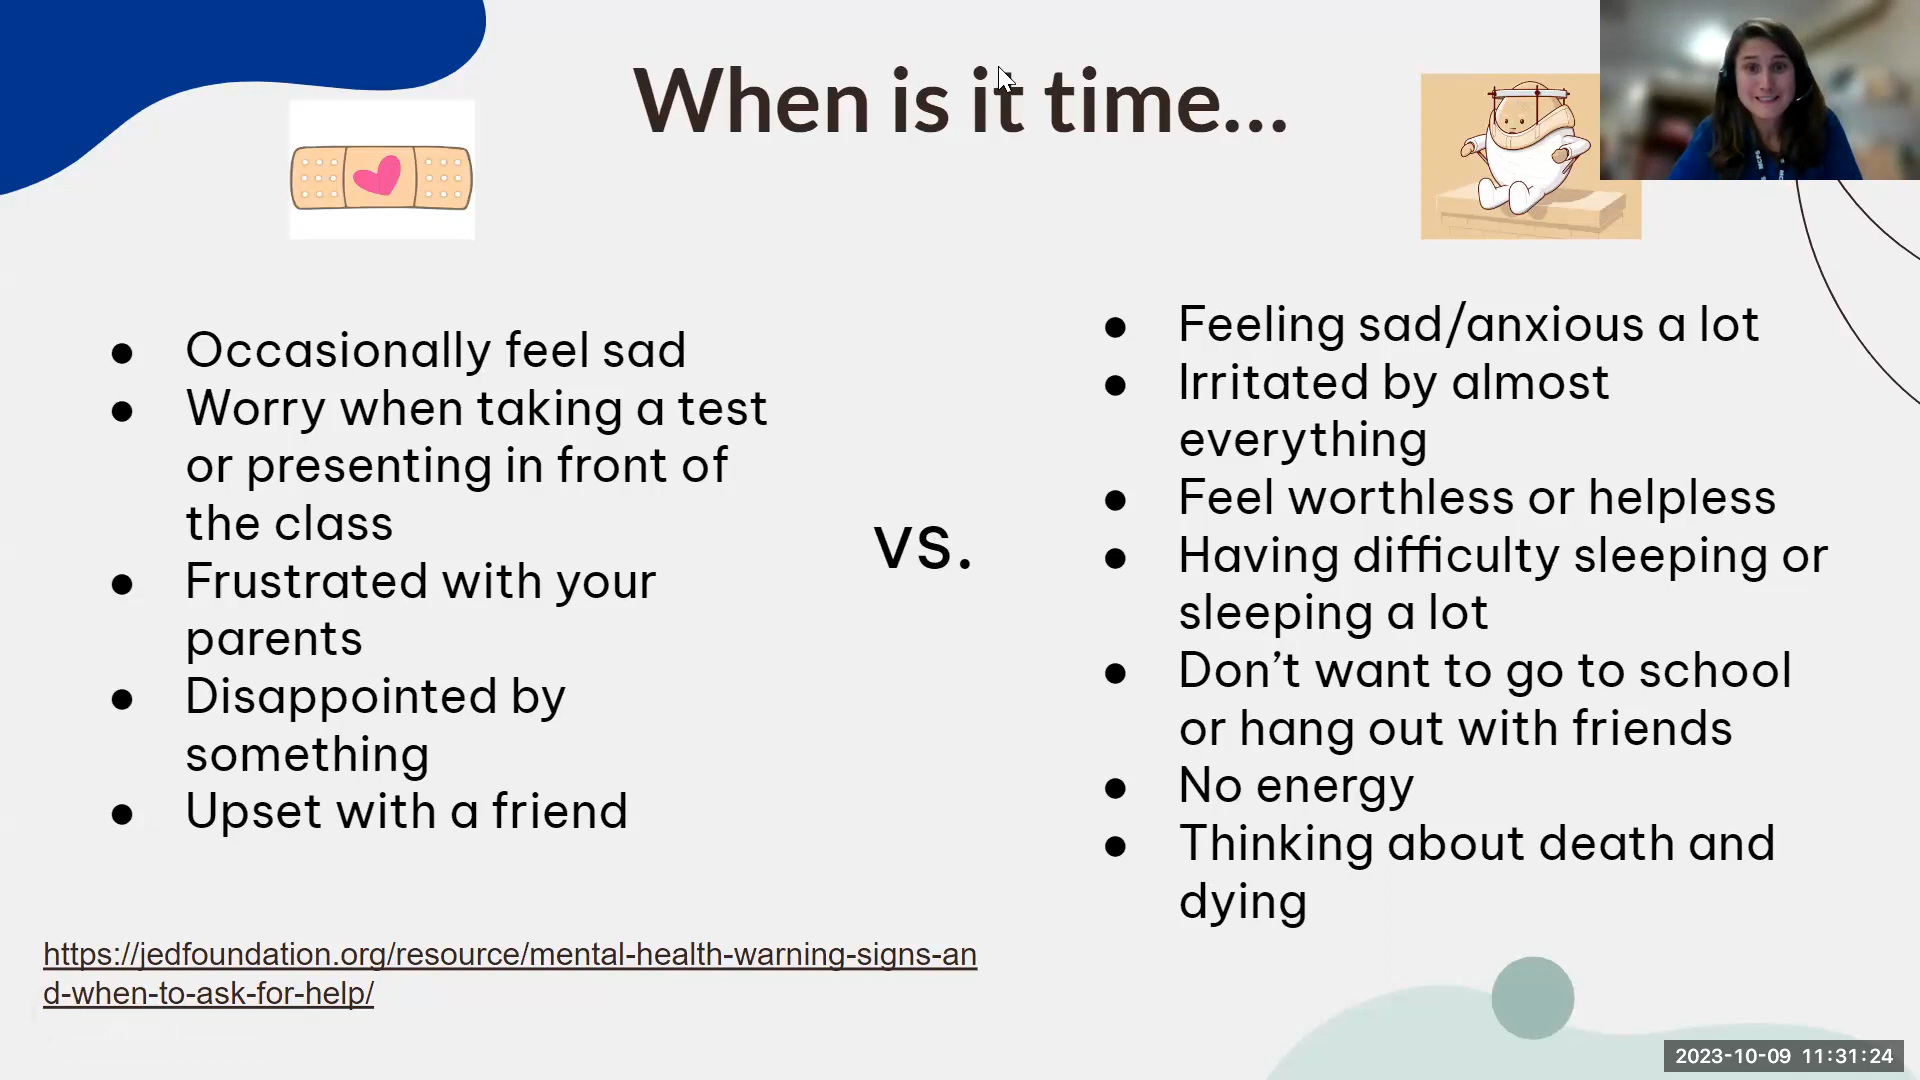 When is it time...
● Occasionally feel sad
● Worry when taking a test
or presenting in front of
the class
● Frustrated with your
parents
● Disappointed by
something
● Upset with a friend
vs.
● Feeling sad/anxious a lot
● Irritated by almost
everything
● Feel worthless or helpless
● Having difficulty sleeping or
sleeping a lot
● Don’t want to go to school
or hang out with friends
● No energy
● Thinking about death and
dying
https://jedfoundation.org/resource/mental-health-warning-signs-an
d-when-to-ask-for-help/
2023-10-09 11:31:24